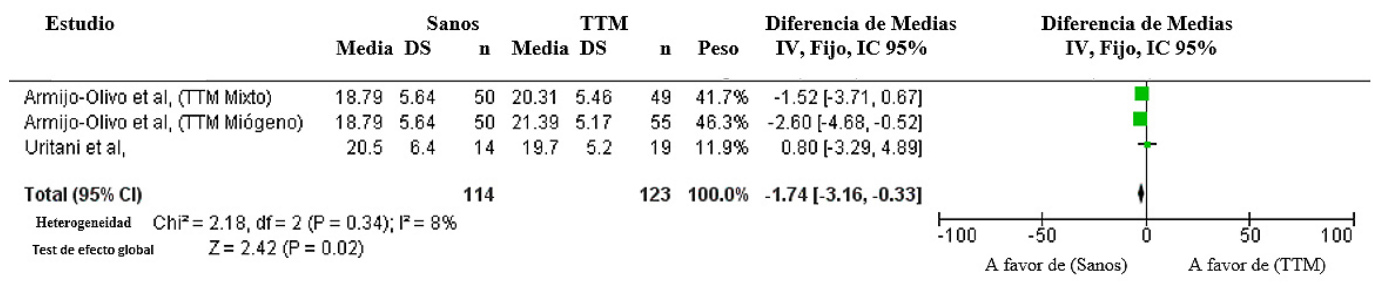 Estudio Sanos TTM Diferencia de Medias Diferencia de Medias
Media DS n Media DS n Peso IV, Fijo, IC 95% IV, Fijo, IC 95%
Armijo-Olivo et al, (TTM Mixto) 18.79 5.64 50 20.31 5.46 49 41.7% -1.52 [-3.71, 0.67]
Armijo-Olivo et al, (TTM Miógeno) 18.79 5.64 50 21.39 5.17 55 46.3% -2.60 [-4.68, -0.52]
Uritani et al, 20.5 6.4 14 19.7 5.2 19 11.9% 0.80 [-3.29, 4.89]
Total (95% CI) 114 123 100.0% -1.74 [-3.16, -0.33]
Heterogeneidad Chi² = 2.18, df = 2 (P = 0.34); I² = 8%
Test de efecto global Z = 2.42 (P = 0.02)
-100 -50 0 50 100
A favor de (Sanos) A favor de (TTM)